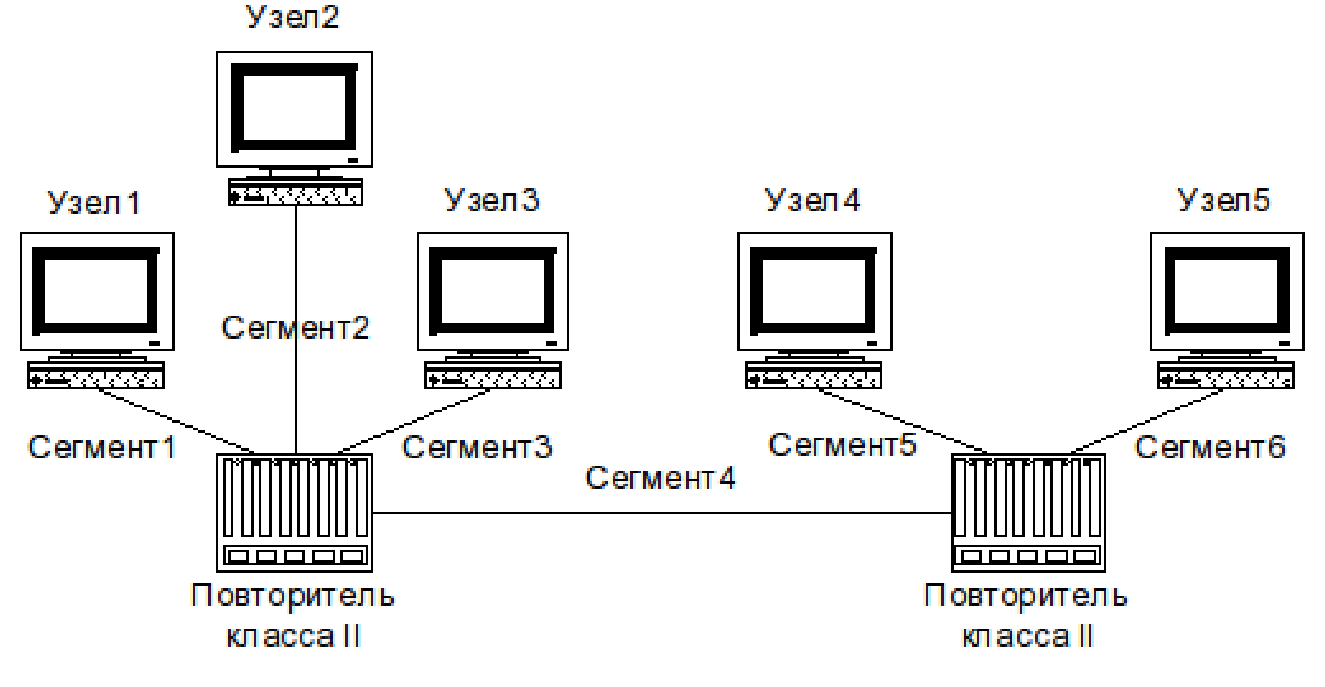 Узел2
Узел1
Узел3
Узел4
Узел5
Сегмент2
Сегмент1
Сегмент3
Сегмент5
Сегмент6
Сегмент4
Повторитель
класса II
Повторитель
класса II